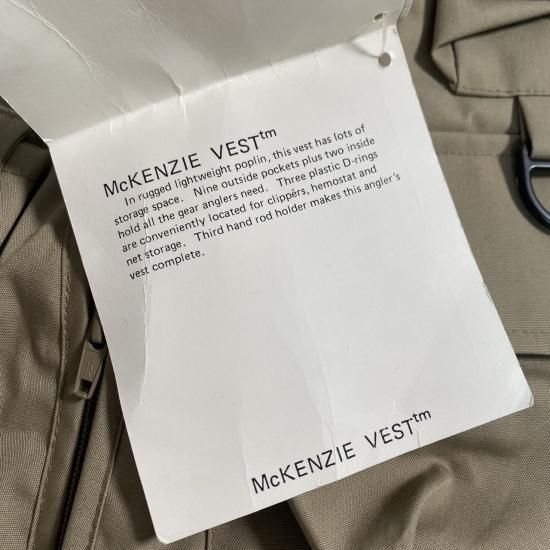 McKENZIE VEST™
In rugged lightweight poplin, this vest has lots of
storage space. Nine outside pockets plus two inside
hold all the gear anglers need. Three plastic D-rings
are conveniently located for clippers, hemostat and
net storage. Third hand rod holder makes this angler's
vest complete.
McKENZIE VEST™